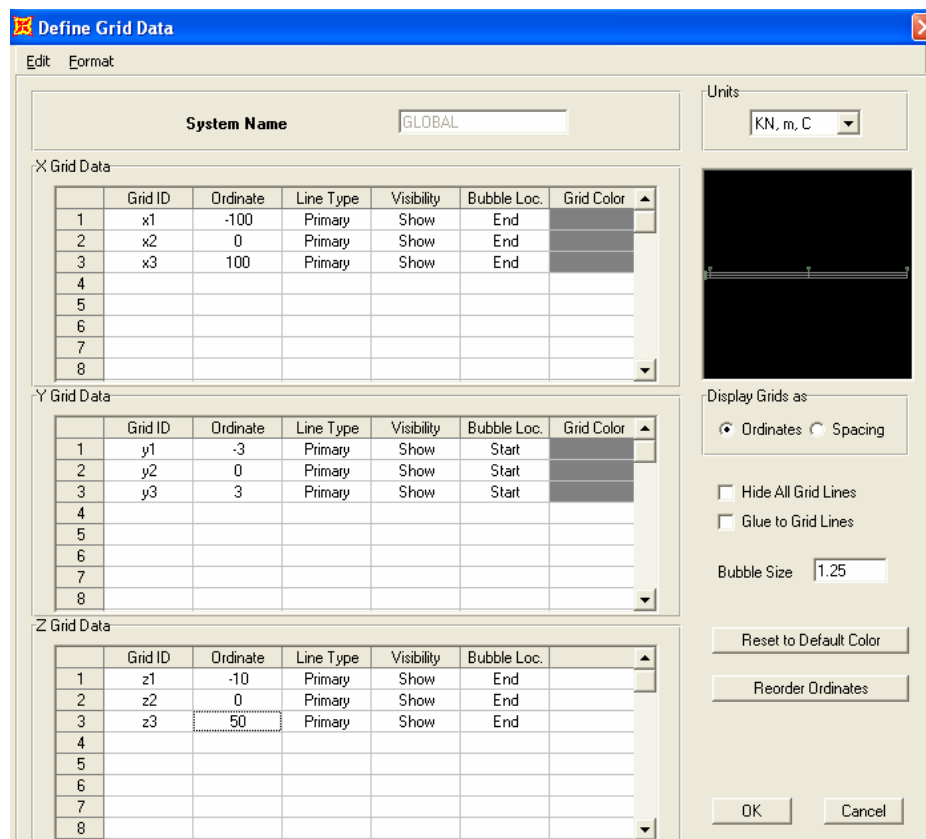 Define Grid Data
Edit Format
System Name GLOBAL
Units
KN, m, C
X Grid Data
Grid ID Ordinate Line Type Visibility Bubble Loc. Grid Color
1 x1 -100 Primary Show End
2 x2 0 Primary Show End
3 x3 100 Primary Show End
4
5
6
7
8
Y Grid Data
Grid ID Ordinate Line Type Visibility Bubble Loc. Grid Color
1 y1 -3 Primary Show Start
2 y2 0 Primary Show Start
3 y3 3 Primary Show Start
4
5
6
7
8
Z Grid Data
Grid ID Ordinate Line Type Visibility Bubble Loc.
1 z1 -10 Primary Show End
2 z2 0 Primary Show End
3 z3 50 Primary Show End
4
5
6
7
8
Display Grids as
Ordinates Spacing
Hide All Grid Lines
Glue to Grid Lines
Bubble Size 1.25
Reset to Default Color
Reorder Ordinates
OK Cancel